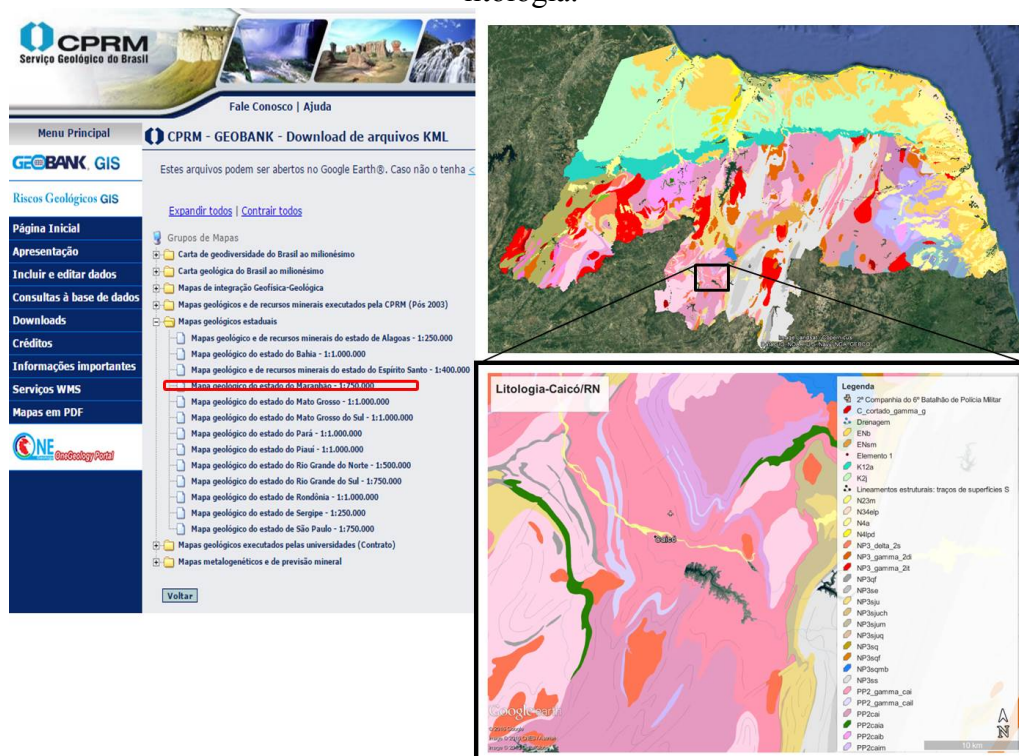 litologia.
CPRM
Serviço Geológico do Brasil
Fale Conosco | Ajuda
Menu Principal
GEOBANK, GIS
Riscos Geológicos GIS
Página Inicial
Apresentação
Incluir e editar dados
Consultas à base de dados
Downloads
Créditos
Informações importantes
Serviços WMS
Mapas em PDF
ONE OneGeology Portal
CPRM - GEOBANK - Download de arquivos KML
Estes arquivos podem ser abertos no Google Earth®. Caso não o tenha <
Expandir todos | Contrair todos
Grupos de Mapas
Carta de geodiversidade do Brasil ao milionésimo
Carta geológica do Brasil ao milionésimo
Mapas de integração Geofísica-Geológica
Mapas geológicos e de recursos minerais executados pela CPRM (Pós 2003)
Mapas geológicos estaduais
Mapas geológico e de recursos minerais do estado de Alagoas - 1:250.000
Mapa geológico do estado do Bahia - 1:1.000.000
Mapa geológico e de recursos minerais do estado do Espírito Santo - 1:400.000
Mapa geológico do estado do Maranhão - 1:750.000
Mapa geológico do estado do Mato Grosso - 1:1.000.000
Mapa geológico do estado do Mato Grosso do Sul - 1:1.000.000
Mapa geológico do estado do Pará - 1:1.000.000
Mapa geológico do estado do Piauí - 1:1.000.000
Mapa geológico do estado do Rio Grande do Norte - 1:500.000
Mapa geológico do estado do Rio Grande do Sul - 1:750.000
Mapa geológico do estado de Rondônia - 1:1.000.000
Mapa geológico do estado de Sergipe - 1:250.000
Mapa geológico do estado de São Paulo - 1:750.000
Mapas geológicos executados pelas universidades (Contrato)
Mapas metalogenéticos e de previsão mineral
Voltar
Image Landsat / Copernicus
Litologia-Caicó/RN
Caicó
Google earth
Legenda
2ª Companhia do 6º Batalhão de Polícia Militar
C_cortado_gamma_g
Drenagem
ENb
ENsm
Elemento 1
K12a
K2j
Lineamentos estruturais: traços de superfícies S
N23m
N34elp
N4a
N4lpd
NP3_delta_2s
NP3_gamma_2di
NP3_gamma_2it
NP3qf
NP3se
NP3sju
NP3sjuch
NP3sjum
NP3sjuq
NP3sq
NP3sqf
NP3sqmb
NP3ss
PP2_gamma_cai
PP2_gamma_cail
PP2cai
PP2caia
PP2caib
PP2caim
N
10 km